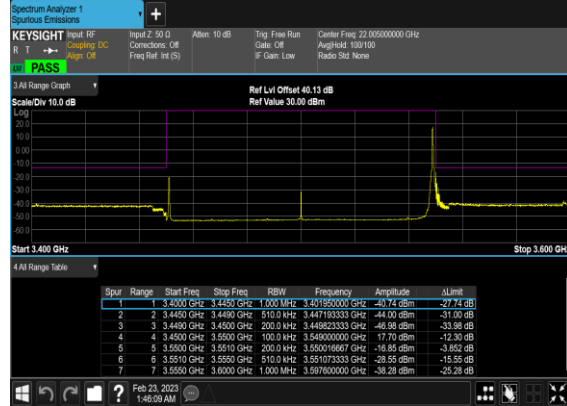 Spectrum Analyzer 1
Spurious Emissions
KEYSIGHT Input: RF Input Z: 50 Ω Atten: 10 dB Trig: Free Run Center Freq: 22.005000000 GHz
R T Coupling: DC Corrections: Off Gate: Off Avg|Hold: 100/100
Align: Off Freq Ref: Int (S) IF Gain: Low Radio Std: None
PASS
3 All Range Graph
Ref Lvl Offset 40.13 dB
Scale/Div 10.0 dB Ref Value 30.00 dBm
Log
20.0
10.0
0.00
-10.0
-20.0
-30.0
-40.0
-50.0
-60.0
Start 3.400 GHz Stop 3.600 GHz
4 All Range Table
Spur Range Start Freq Stop Freq RBW Frequency Amplitude ΔLimit
1 1 3.4000 GHz 3.4450 GHz 1.000 MHz 3.401950000 GHz -40.74 dBm -27.74 dB
2 2 3.4450 GHz 3.4490 GHz 510.0 kHz 3.447193333 GHz -44.00 dBm -31.00 dB
3 3 3.4490 GHz 3.4500 GHz 200.0 kHz 3.449823333 GHz -46.98 dBm -33.98 dB
4 4 3.4500 GHz 3.5500 GHz 100.0 kHz 3.549000000 GHz 17.70 dBm -12.30 dB
5 5 3.5500 GHz 3.5510 GHz 200.0 kHz 3.550016667 GHz -16.85 dBm -3.852 dB
6 6 3.5510 GHz 3.5550 GHz 510.0 kHz 3.551073333 GHz -28.55 dBm -15.55 dB
7 7 3.5550 GHz 3.6000 GHz 1.000 MHz 3.597600000 GHz -38.28 dBm -25.28 dB
Feb 23, 2023
1:46:09 AM